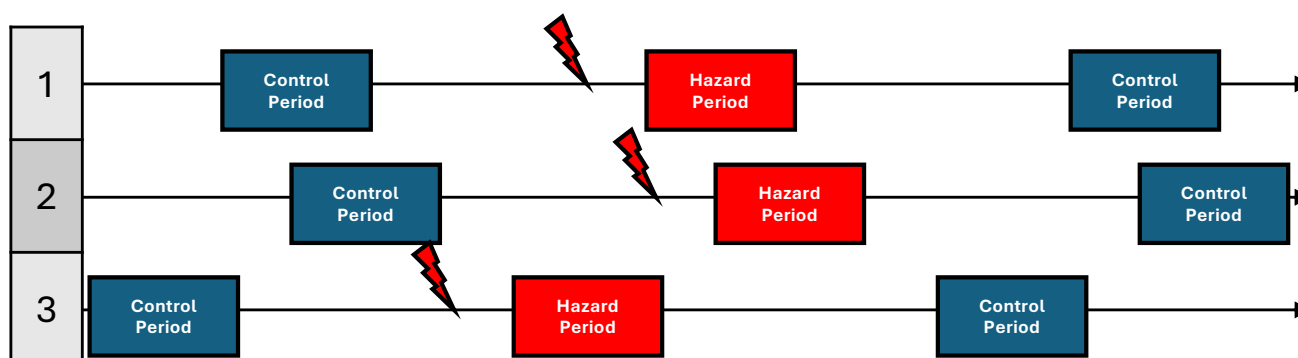 1
Control
Period
Hazard
Period
Control
Period
2
Control
Period
Hazard
Period
Control
Period
3
Control
Period
Hazard
Period
Control
Period